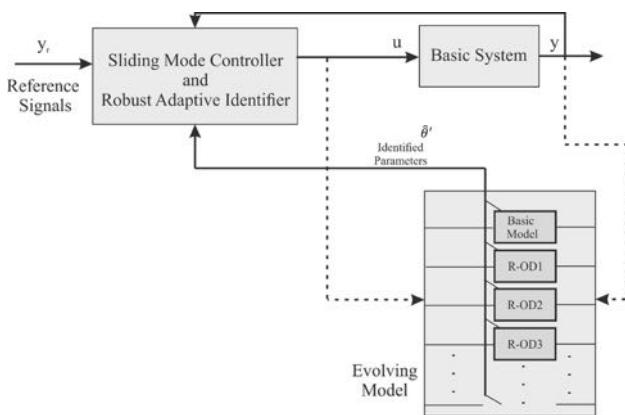 yᵣ
Reference
Signals
Sliding Mode Controller
and
Robust Adaptive Identifier
u
Basic System
y
θ̂'
Identified
Parameters
Basic
Model
R-OD1
R-OD2
R-OD3
Evolving
Model